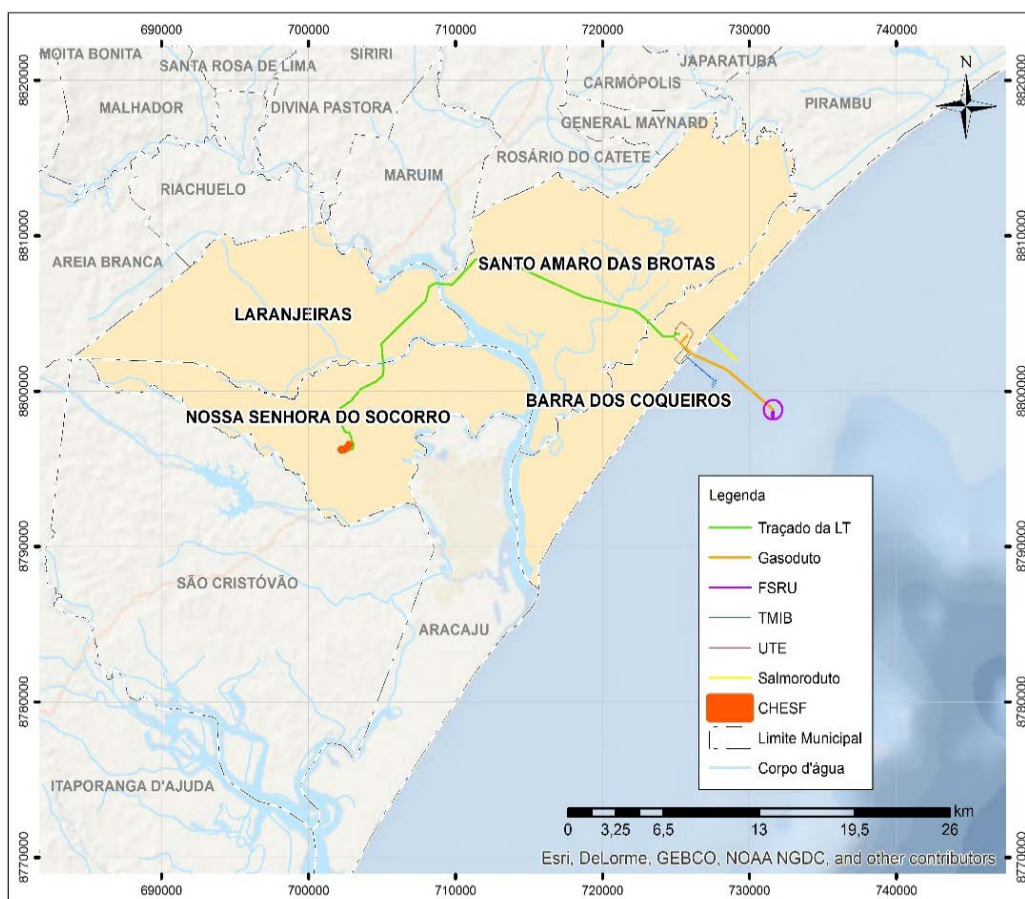 690000 700000 710000 720000 730000 740000
N
MOITA BONITA
SANTA ROSA DE LIMA
SIRIRI
JAPARATUBA
CARMÓPOLIS
PIRAMBU
MALHADOR
DIVINA PASTORA
GENERAL MAYNARD
ROSÁRIO DO CATETE
MARUIM
RIACHUELO
AREIA BRANCA
SANTO AMARO DAS BROTAS
LARANJEIRAS
BARRA DOS COQUEIROS
NOSSA SENHORA DO SOCORRO
SÃO CRISTÓVÃO
ARACAJU
ITAPORANGA D'AJUDA
8820000
8810000
8800000
8790000
8780000
8770000
8820000
8810000
8800000
8790000
8780000
8770000
Legenda
Traçado da LT
Gasoduto
FSRU
TMIB
UTE
Salmoroduto
CHESF
Limite Municipal
Corpo d'água
km
0 3,25 6,5 13 19,5 26
Esri, DeLorme, GEBCO, NOAA NGDC, and other contributors
690000 700000 710000 720000 730000 740000